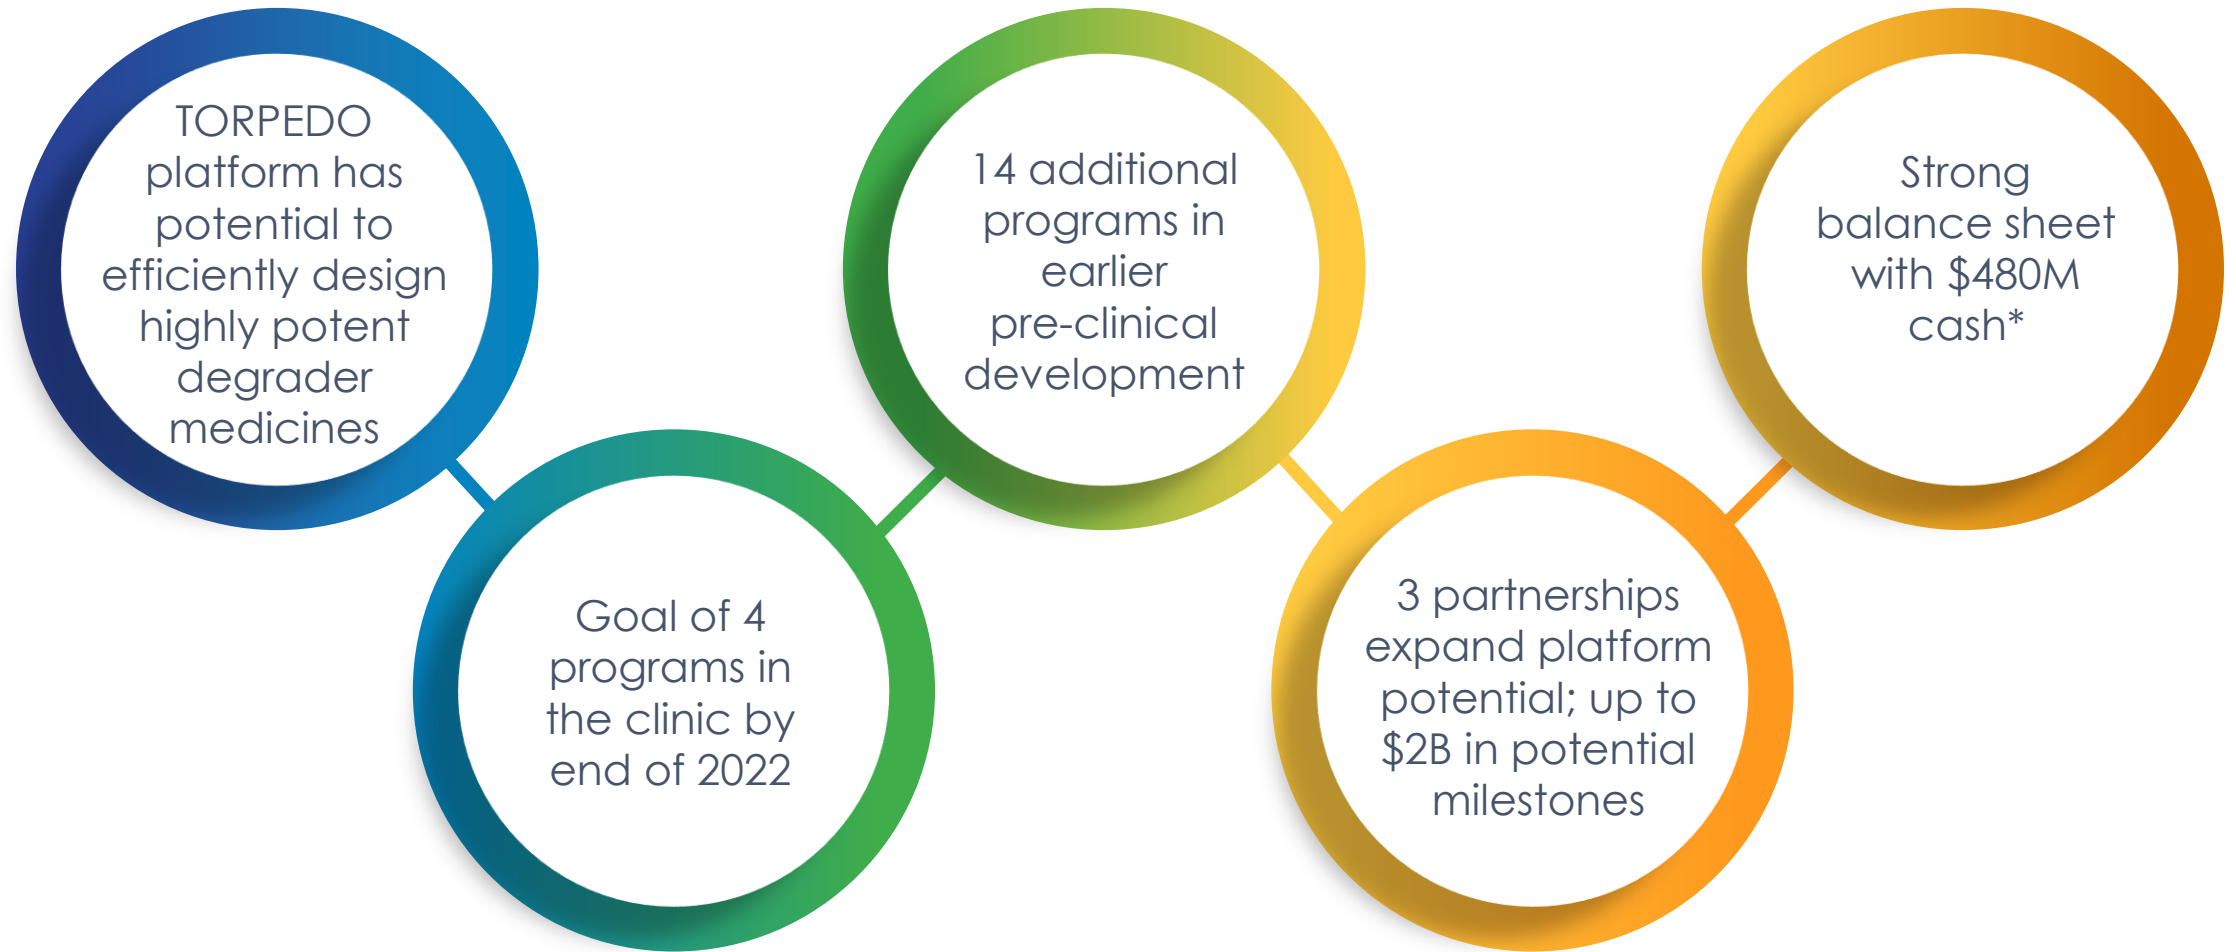 TORPEDO
platform has
potential to
efficiently design
highly potent
degrader
medicines
Goal of 4
programs in
the clinic by
end of 2022
14 additional
programs in
earlier
pre-clinical
development
3 partnerships
expand platform
potential; up to
$2B in potential
milestones
Strong
balance sheet
with $480M
cash*